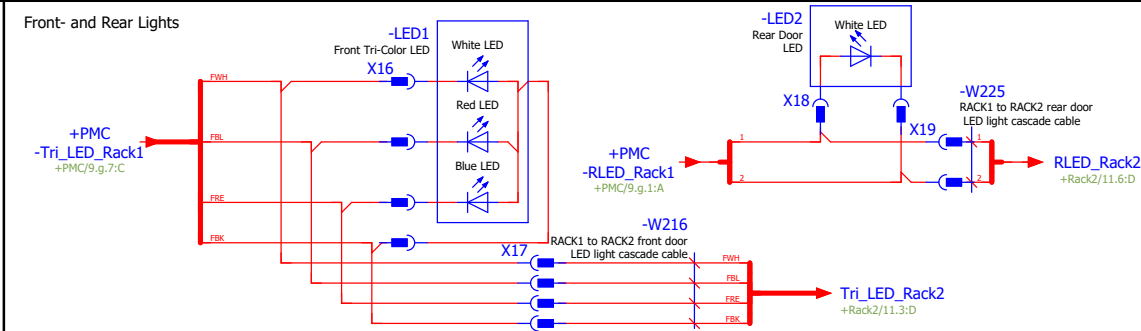 Front- and Rear Lights
-LED1
Front Tri-Color LED
X16
White LED
Red LED
Blue LED
FWH
FBL
FRE
FBK
+PMC
-Tri_LED_Rack1
+PMC/9.g.7:C
X17
-W216
RACK1 to RACK2 front door
LED light cascade cable
FWH
FBL
FRE
FBK
Tri_LED_Rack2
+Rack2/11.3:D
-LED2
Rear Door
LED
White LED
X18
X19
-W225
RACK1 to RACK2 rear door
LED light cascade cable
+PMC
-RLED_Rack1
+PMC/9.g.1:A
1
2
1
2
RLED_Rack2
+Rack2/11.6:D